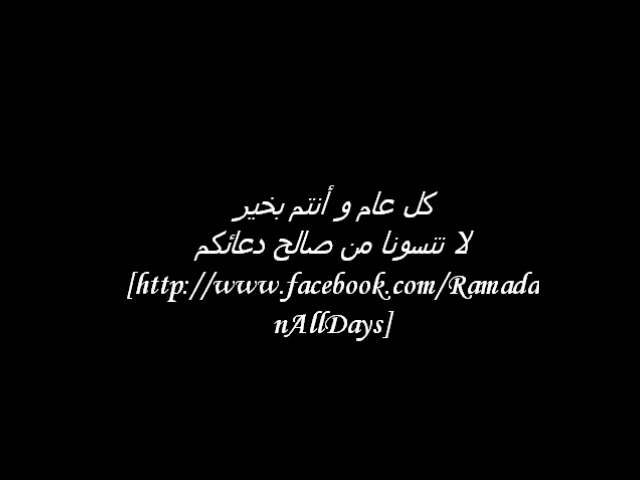 كل عام و أنتم بخير
لا تنسونا من صالح دعائكم
[http://www.facebook.com/Ramada
nAllDays]